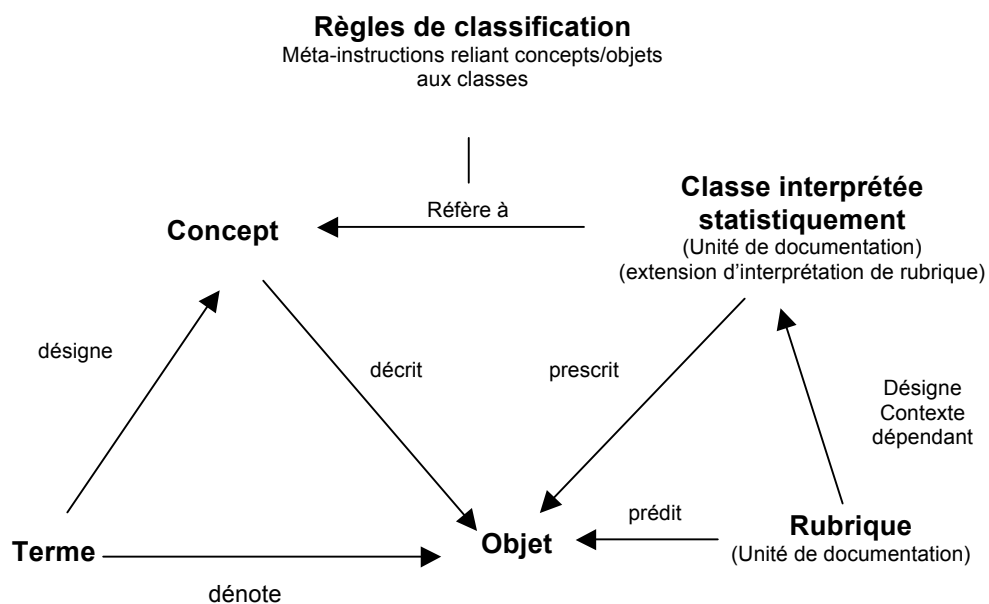 Règles de classification
Méta-instructions reliant concepts/objets
aux classes
Réfère à
Classe interprétée
statistiquement
(Unité de documentation)
(extension d'interprétation de rubrique)
Concept
désigne
décrit
prescrit
Désigne
Contexte
dépendant
Terme
dénote
Objet
prédit
Rubrique
(Unité de documentation)